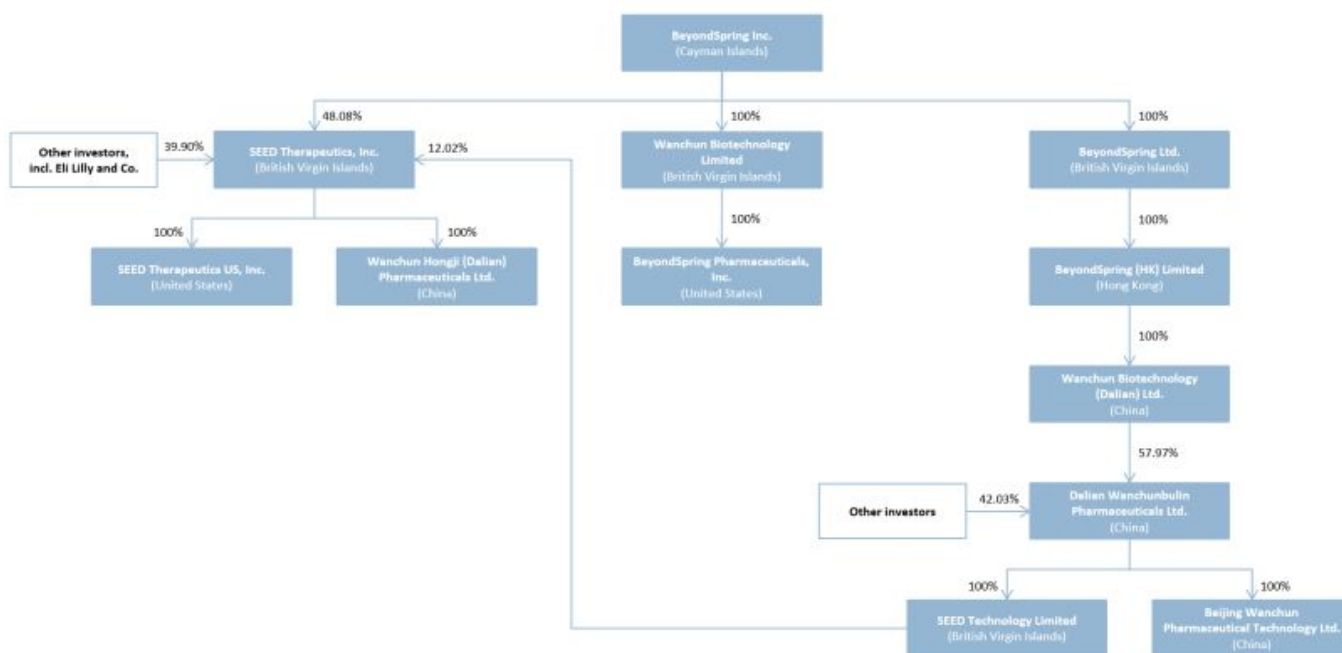 BeyondSpring Inc.
(Cayman Islands)
48.08%
100%
100%
Other investors,
incl. Eli Lilly and Co.
39.90%
SEED Therapeutics, Inc.
(British Virgin Islands)
12.02%
Wanchun Biotechnology
Limited
(British Virgin Islands)
BeyondSpring Ltd.
(British Virgin Islands)
100%
100%
100%
100%
SEED Therapeutics US, Inc.
(United States)
Wanchun Hongji (Dalian)
Pharmaceuticals Ltd.
(China)
BeyondSpring Pharmaceuticals,
Inc.
(United States)
BeyondSpring (HK) Limited
(Hong Kong)
100%
Wanchun Biotechnology
(Dalian) Ltd.
(China)
57.97%
Other investors
42.03%
Dalian Wanchunbulin
Pharmaceuticals Ltd.
(China)
100%
100%
SEED Technology Limited
(British Virgin Islands)
Beijing Wanchun
Pharmaceutical Technology Ltd.
(China)